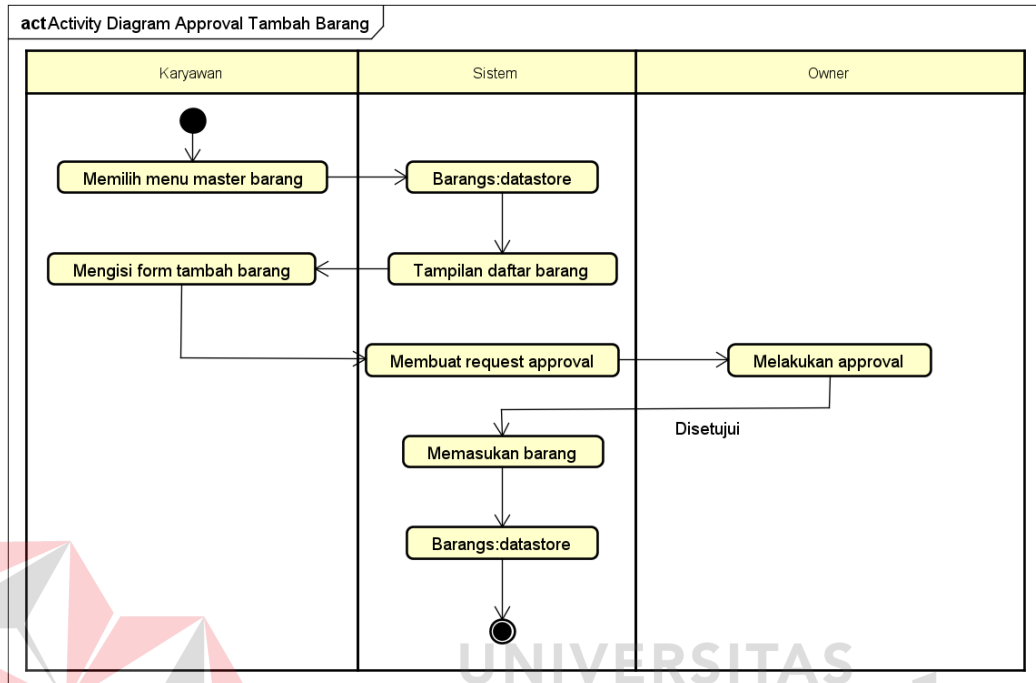 act Activity Diagram Approval Tambah Barang
Karyawan
Sistem
Owner
Memilih menu master barang
Barangs:datastore
Mengisi form tambah barang
Tampilan daftar barang
Membuat request approval
Melakukan approval
Disetujui
Memasukan barang
Barangs:datastore
UNIVERSITAS